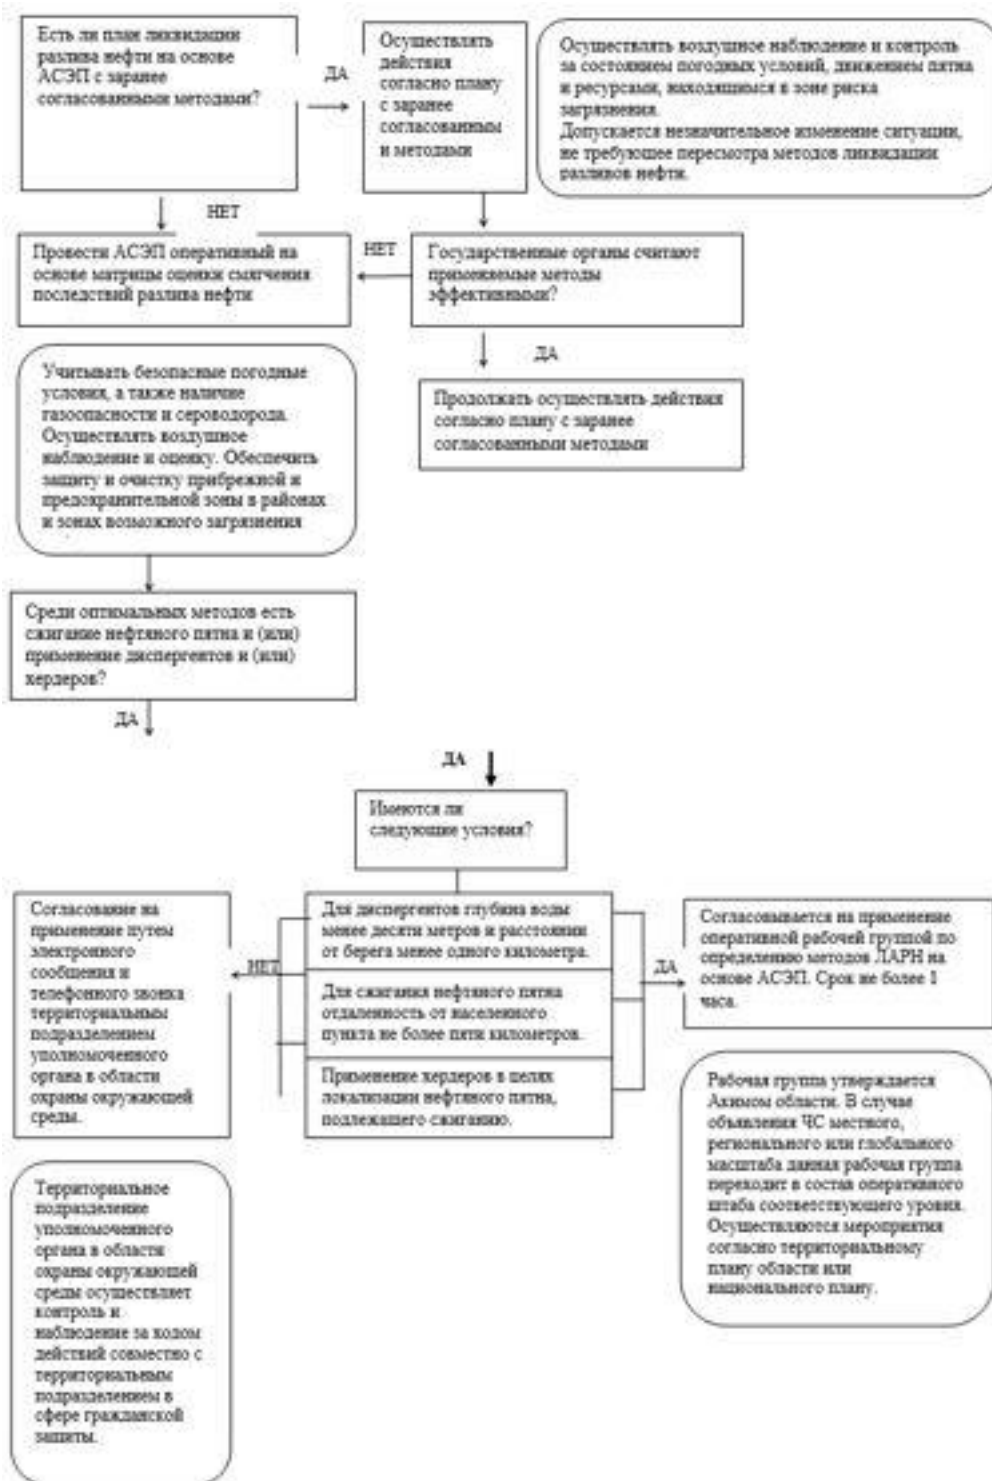 Есть ли план ликвидации
разлива нефти на основе
АСЭП с заранее
согласованными методами?
ДА
Осуществлять
действия
согласно плану
с заранее
согласованным
и методами
Осуществлять воздушное наблюдение и контроль
за состоянием погодных условий, движением пятна
и ресурсами, находящимся в зоне риска
загрязнения.
Допускается незначительное изменение ситуации,
не требующее пересмотра методов ликвидации
разливов нефти.
НЕТ
Провести АСЭП оперативный на
основе матрицы оценки смягчения
последствий разлива нефти
НЕТ
Государственные органы считают
применяемые методы
эффективными?
ДА
Продолжать осуществлять действия
согласно плану с заранее
согласованными методами
Учитывать безопасные погодные
условия, а также наличие
газоопасности и сероводорода.
Осуществлять воздушное
наблюдение и оценку. Обеспечить
защиту и очистку прибрежной и
предохранительной зоны в районах
и зонах возможного загрязнения
Среди оптимальных методов есть
сжигание нефтяного пятна и (или)
применение диспергентов и (или)
хердеров?
ДА
ДА
Имеются ли
следующие условия?
Согласование на
применение путем
электронного
сообщения и
телефонного звонка
территориальным
подразделением
уполномоченного
органа в области
охраны окружающей
среды.
НЕТ
Для диспергентов глубина воды
менее десяти метров и расстоянии
от берега менее одного километра.
Для сжигания нефтяного пятна
отдаленность от населенного
пункта не более пяти километров.
Применение хердеров в целях
локализации нефтяного пятна,
подлежащего сжиганию.
ДА
Согласовывается на применение
оперативной рабочей группой по
определению методов ЛАРН на
основе АСЭП. Срок не более 1
часа.
Рабочая группа утверждается
Акимом области. В случае
объявления ЧС местного,
регионального или глобального
масштаба данная рабочая группа
переходит в состав оперативного
штаба соответствующего уровня.
Осуществляются мероприятия
согласно территориальному
плану области или
национального плану.
Территориальное
подразделение
уполномоченного
органа в области
охраны окружающей
среды осуществляет
контроль и
наблюдение за ходом
действий совместно с
территориальным
подразделением в
сфере гражданской
защиты.